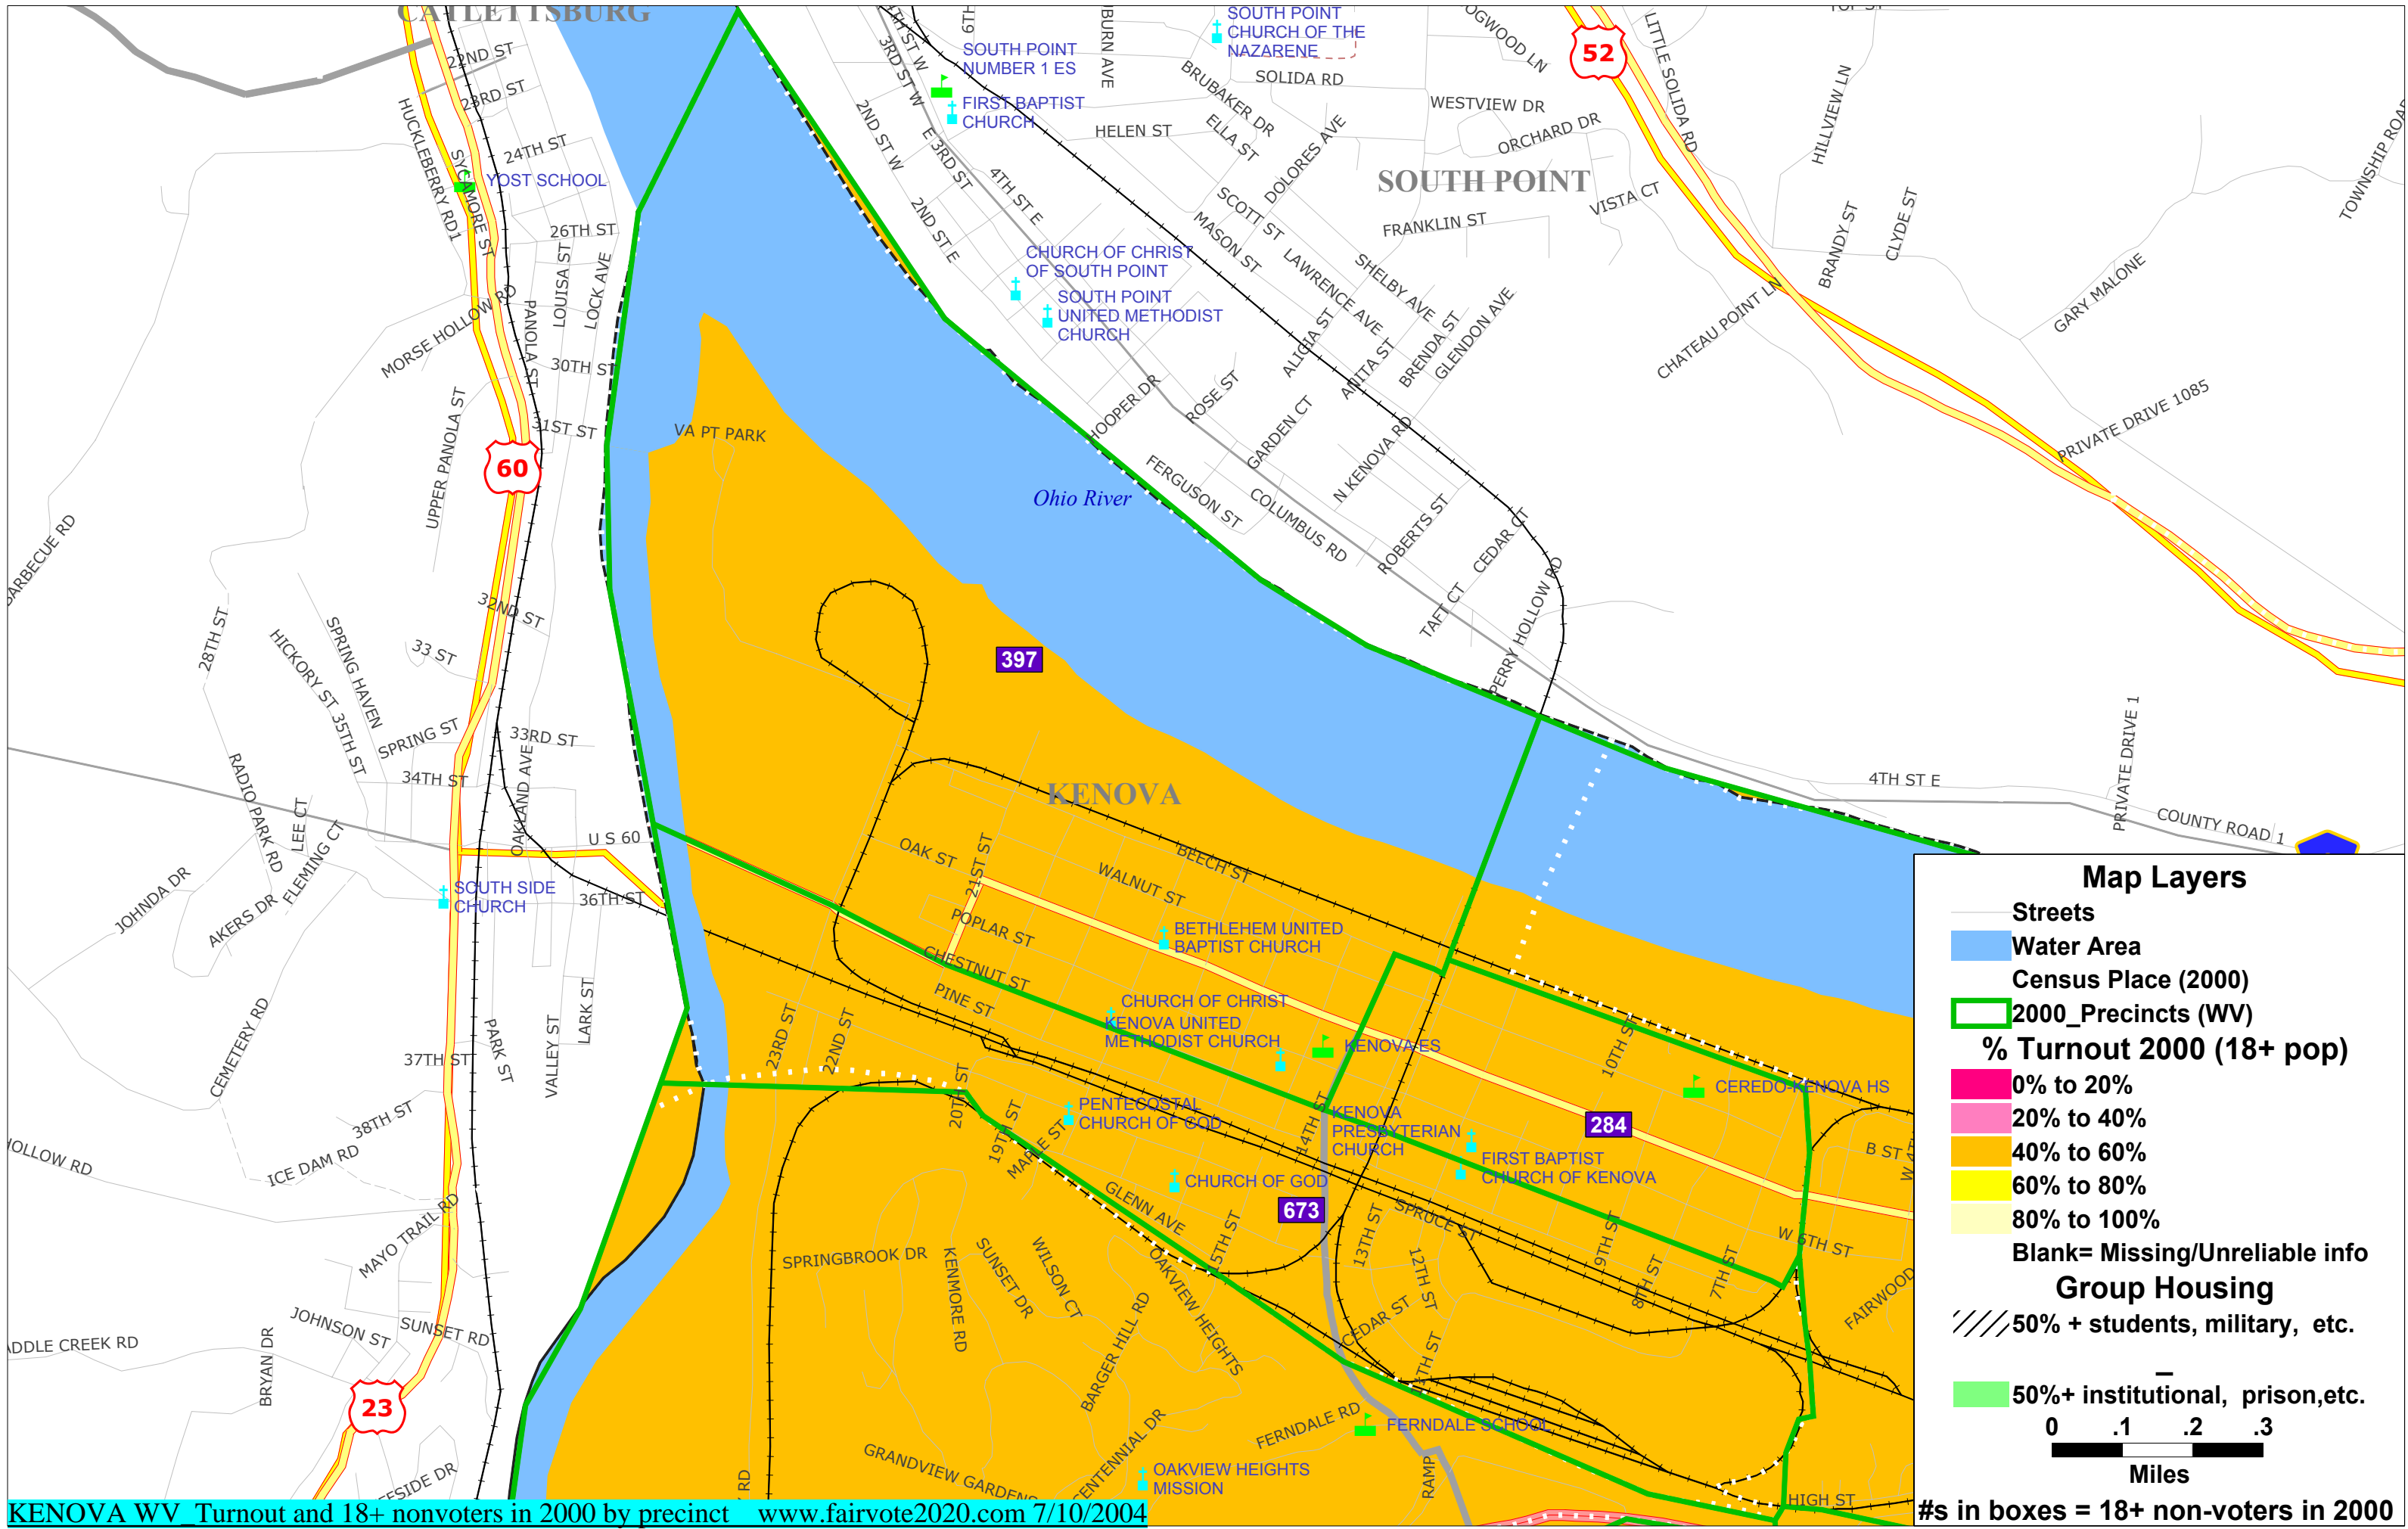 CATLETTSBURG
22ND ST
23RD ST
24TH ST
HUCKLEBERRY RD1
SYCAMORE ST
YOST SCHOOL
26TH ST
LOUISA ST
LOCK AVE
MORSE HOLLOW RD
PANOLA ST
30TH ST
31ST ST
UPPER PANOLA ST
60
32ND ST
33 ST
28TH ST
HICKORY ST
SPRING HAVEN
35TH ST
SPRING ST
33RD ST
34TH ST
OAKLAND AVE
RADIO PARK RD
LEE CT
FLEMING CT
U S 60
JOHNDA DR
AKERS DR
SOUTH SIDE
CHURCH
36TH ST
CEMETERY RD
PARK ST
VALLEY ST
LARK ST
37TH ST
38TH ST
ICE DAM RD
MAYO TRAIL RD
JOHNSON ST
SUNSET RD
BRYAN DR
23
4TH ST W
3RD ST W
6TH
SOUTH POINT
NUMBER 1 ES
FIRST BAPTIST
CHURCH
SOUTH POINT
CHURCH OF THE
NAZARENE
BRUBAKER DR
SOLIDA RD
52
LITTLE SOLIDA RD
HILLVIEW LN
2ND ST W
E 3RD ST
HELEN ST
ELLA ST
WESTVIEW DR
ORCHARD DR
DOLORES AVE
SOUTH POINT
4TH ST E
2ND ST E
SCOTT ST
MASON ST
LAWRENCE AVE
FRANKLIN ST
VISTA CT
SHELBY AVE
BRANDY ST
CLYDE ST
TOWNSHIP ROAD
CHURCH OF CHRIST
OF SOUTH POINT
SOUTH POINT
UNITED METHODIST
CHURCH
ALICIA ST
ANITA ST
BRENDA ST
GLENDON AVE
CHATEAU POINT LN
GARY MALONE
HOOPER DR
ROSE ST
GARDEN CT
N KENOVA RD
PRIVATE DRIVE 1085
FERGUSON ST
COLUMBUS RD
ROBERTS ST
CEDAR CT
TAFT CT
PERRY HOLLOW RD
4TH ST E
PRIVATE DRIVE 1
COUNTY ROAD 1
VA PT PARK
Ohio River
397
KENOVA
OAK ST
21ST ST
WALNUT ST
BEECH ST
POPLAR ST
BETHLEHEM UNITED
BAPTIST CHURCH
CHESTNUT ST
PINE ST
CHURCH OF CHRIST
KENOVA UNITED
METHODIST CHURCH
KENOVA ES
10TH ST
CEREDO-KENOVA HS
23RD ST
22ND ST
20TH ST
19TH ST
MAPLE ST
PENTECOSTAL
CHURCH OF GOD
14TH ST
KENOVA
PRESBYTERIAN
CHURCH
284
FIRST BAPTIST
CHURCH OF KENOVA
B ST
CHURCH OF GOD
GLENN AVE
673
15TH ST
13TH ST
SPRUCE ST
12TH ST
9TH ST
8TH ST
7TH ST
W 6TH ST
FAIRWOOD
SPRINGBROOK DR
KENMORE RD
SUNSET DR
WILSON CT
OAKVIEW HEIGHTS
BARGER HILL RD
CEDAR ST
11TH ST
FERNDALE RD
FERNDALE SCHOOL
GRANDVIEW GARDENS
CENTENNIAL DR
OAKVIEW HEIGHTS
MISSION
RAMP
HIGH ST
Map Layers
Streets
Water Area
Census Place (2000)
2000_Precincts (WV)
% Turnout 2000 (18+ pop)
0% to 20%
20% to 40%
40% to 60%
60% to 80%
80% to 100%
Blank= Missing/Unreliable info
Group Housing
50% + students, military, etc.
_
50%+ institutional, prison,etc.
0 .1 .2 .3
Miles
#s in boxes = 18+ non-voters in 2000
KENOVA WV_Turnout and 18+ nonvoters in 2000 by precinct www.fairvote2020.com 7/10/2004